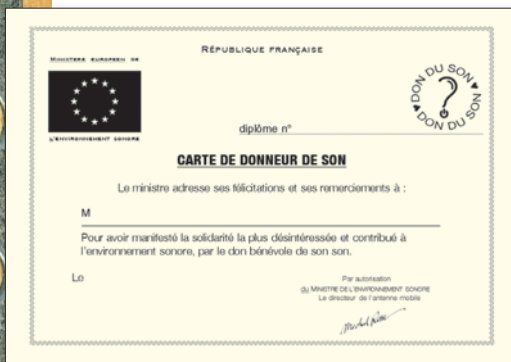 RÉPUBLIQUE FRANÇAISE
MINISTERE EUROPEEN DE
L'ENVIRONNEMENT SONORE
DON DU SON
DON DU SON
diplôme n°
CARTE DE DONNEUR DE SON
Le ministre adresse ses félicitations et ses remerciements à :
M
Pour avoir manifesté la solidarité la plus désintéressée et contribué à
l'environnement sonore, par le don bénévole de son son.
Le
Par autorisation
du MINISTRE DE L'ENVIRONNEMENT SONORE
Le directeur de l'antenne mobile